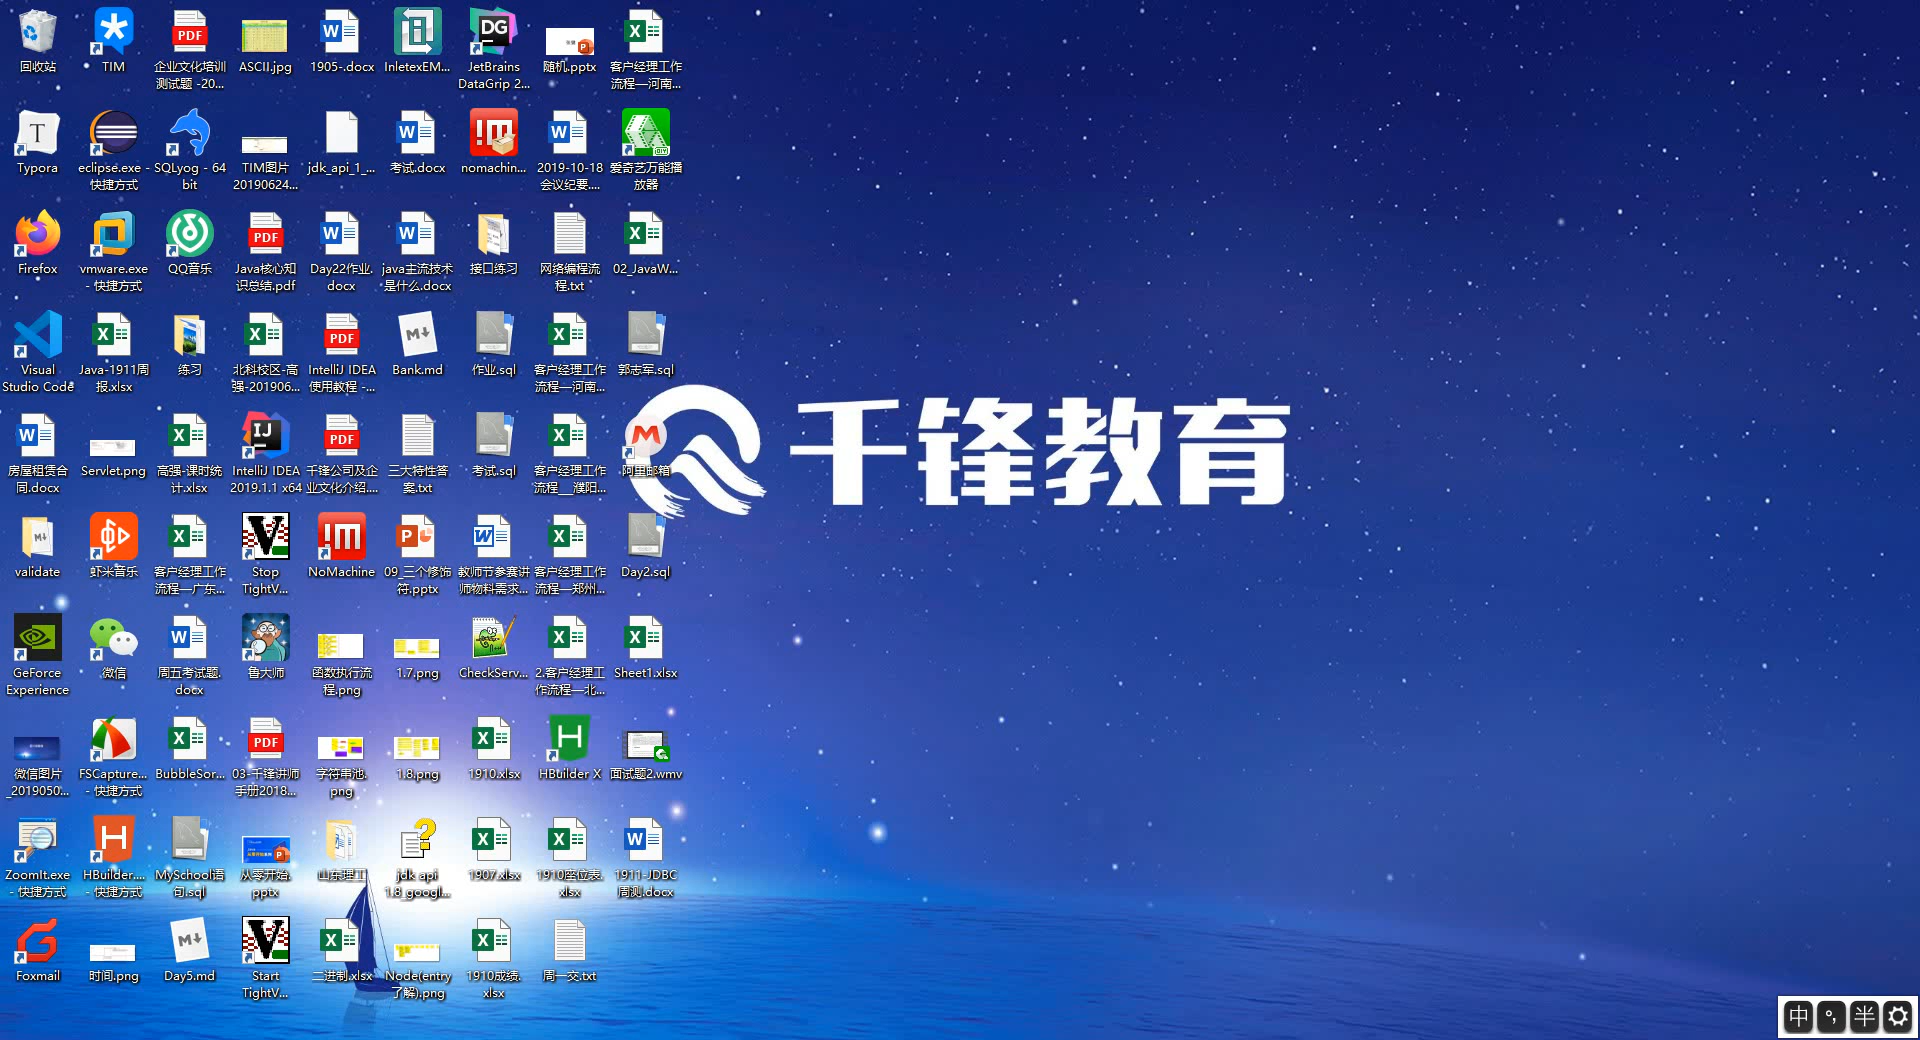 回收站
TIM
企业文化培训
测试题 -20...
ASCII.jpg
1905-.docx
InletexEM...
JetBrains
DataGrip 2...
随机.pptx
客户经理工作
流程—河南...
Typora
eclipse.exe -
快捷方式
SQLyog - 64
bit
TIM图片
20190624...
jdk_api_1_...
考试.docx
nomachin...
2019-10-18
会议纪要....
爱奇艺万能播
放器
Firefox
vmware.exe
- 快捷方式
QQ音乐
Java核心知
识总结.pdf
Day22作业.
docx
java主流技术
是什么.docx
接口练习
网络编程流
程.txt
02_JavaW...
Visual
Studio Code
Java-1911周
报.xlsx
练习
北科校区-高
强-201906...
IntelliJ IDEA
使用教程 -...
Bank.md
作业.sql
客户经理工作
流程—河南...
郭志军.sql
房屋租赁合
同.docx
Servlet.png
高强-课时统
计.xlsx
IntelliJ IDEA
2019.1.1 x64
千锋公司及企
业文化介绍....
三大特性答
案.txt
考试.sql
客户经理工作
流程__濮阳...
阿里邮箱
千锋教育
validate
虾米音乐
客户经理工作
流程—广东...
Stop
TightV...
NoMachine
09_三个修饰
符.pptx
教师节参赛讲
师物料需求...
客户经理工作
流程—郑州...
Day2.sql
GeForce
Experience
微信
周五考试题.
docx
鲁大师
函数执行流
程.png
1.7.png
CheckServ...
2.客户经理工
作流程—北...
Sheet1.xlsx
微信图片
_2019050...
FSCapture...
- 快捷方式
BubbleSor...
03-千锋讲师
手册2018...
字符串池.
png
1.8.png
1910.xlsx
HBuilder X
面试题2.wmv
ZoomIt.exe
- 快捷方式
HBuilder....
- 快捷方式
MySchool语
句.sql
从零开始.
pptx
山东理工
jdk api
1.8_googl...
1907.xlsx
1910座位表.
xlsx
1911-JDBC
周测.docx
Foxmail
时间.png
Day5.md
Start
TightV...
二进制.xlsx
Node(entry
了解).png
1910成绩.
xlsx
周一交.txt
中 °, 半